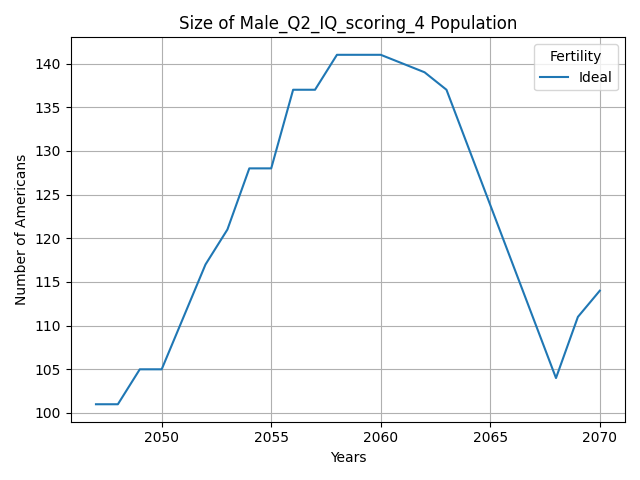 Size of Male_Q2_IQ_scoring_4 Population
Fertility
Ideal
Number of Americans
140
135
130
125
120
115
110
105
100
2050 2055 2060 2065 2070
Years